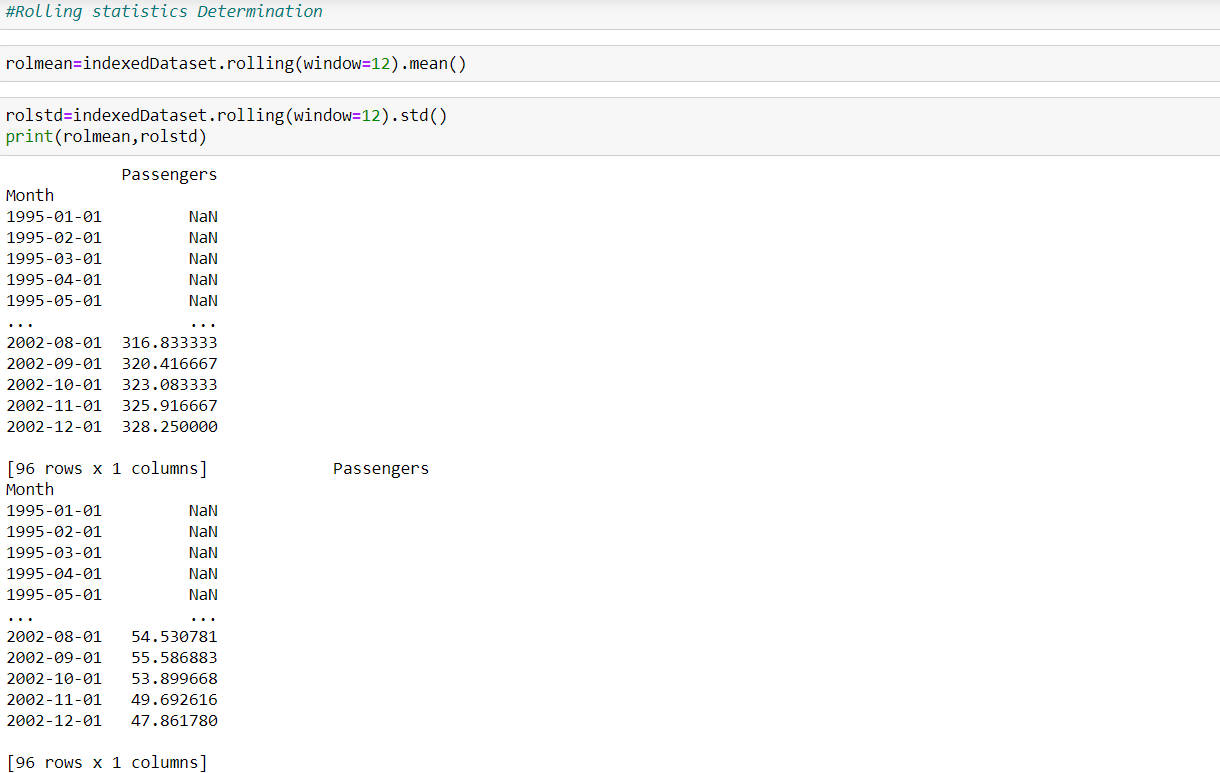 #Rolling statistics Determination
rolmean=indexedDataset.rolling(window=12).mean()
rolstd=indexedDataset.rolling(window=12).std()
print(rolmean,rolstd)
            Passengers
Month
1995-01-01         NaN
1995-02-01         NaN
1995-03-01         NaN
1995-04-01         NaN
1995-05-01         NaN
...                ...
2002-08-01  316.833333
2002-09-01  320.416667
2002-10-01  323.083333
2002-11-01  325.916667
2002-12-01  328.250000
[96 rows x 1 columns]             Passengers
Month
1995-01-01         NaN
1995-02-01         NaN
1995-03-01         NaN
1995-04-01         NaN
1995-05-01         NaN
...                ...
2002-08-01   54.530781
2002-09-01   55.586883
2002-10-01   53.899668
2002-11-01   49.692616
2002-12-01   47.861780
[96 rows x 1 columns]